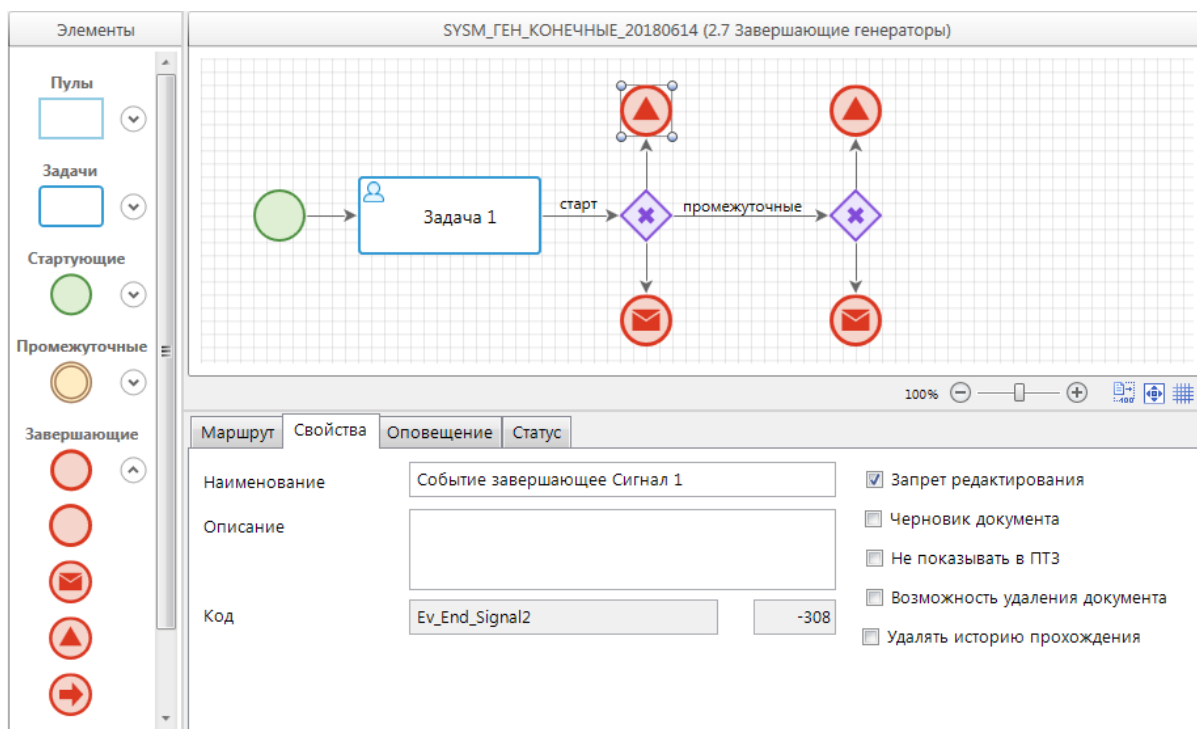 Элементы
SYSM_ГЕН_КОНЕЧНЫЕ_20180614 (2.7 Завершающие генераторы)
Пулы
Задачи
Стартующие
Промежуточные
Завершающие
Задача 1
старт
промежуточные
100%
Маршрут
Свойства
Оповещение
Статус
Наименование
Событие завершающее Сигнал 1
Запрет редактирования
Описание
Черновик документа
Не показывать в ПТЗ
Возможность удаления документа
Код
Ev_End_Signal2
-308
Удалять историю прохождения